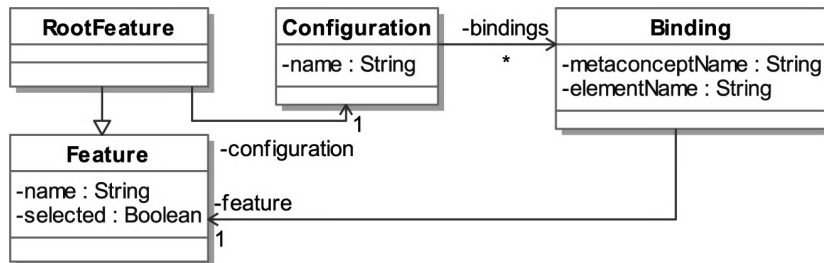 RootFeature
Configuration
-name : String
-bindings
*
Binding
-metaconceptName : String
-elementName : String
1
-configuration
Feature
-name : String
-selected : Boolean
-feature
1